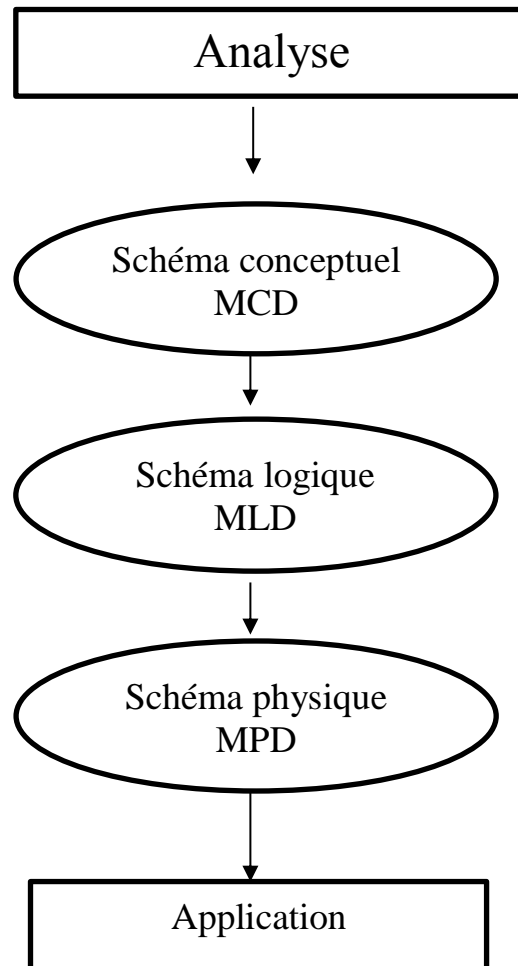 Analyse
Schéma conceptuel
MCD
Schéma logique
MLD
Schéma physique
MPD
Application